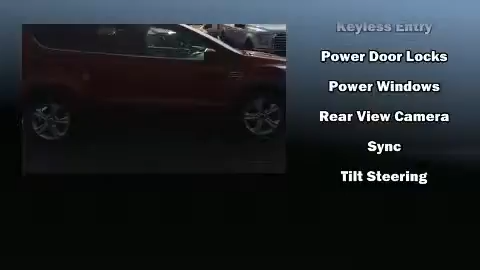 Keyless Entry
Power Door Locks
Power Windows
Rear View Camera
Sync
Tilt Steering